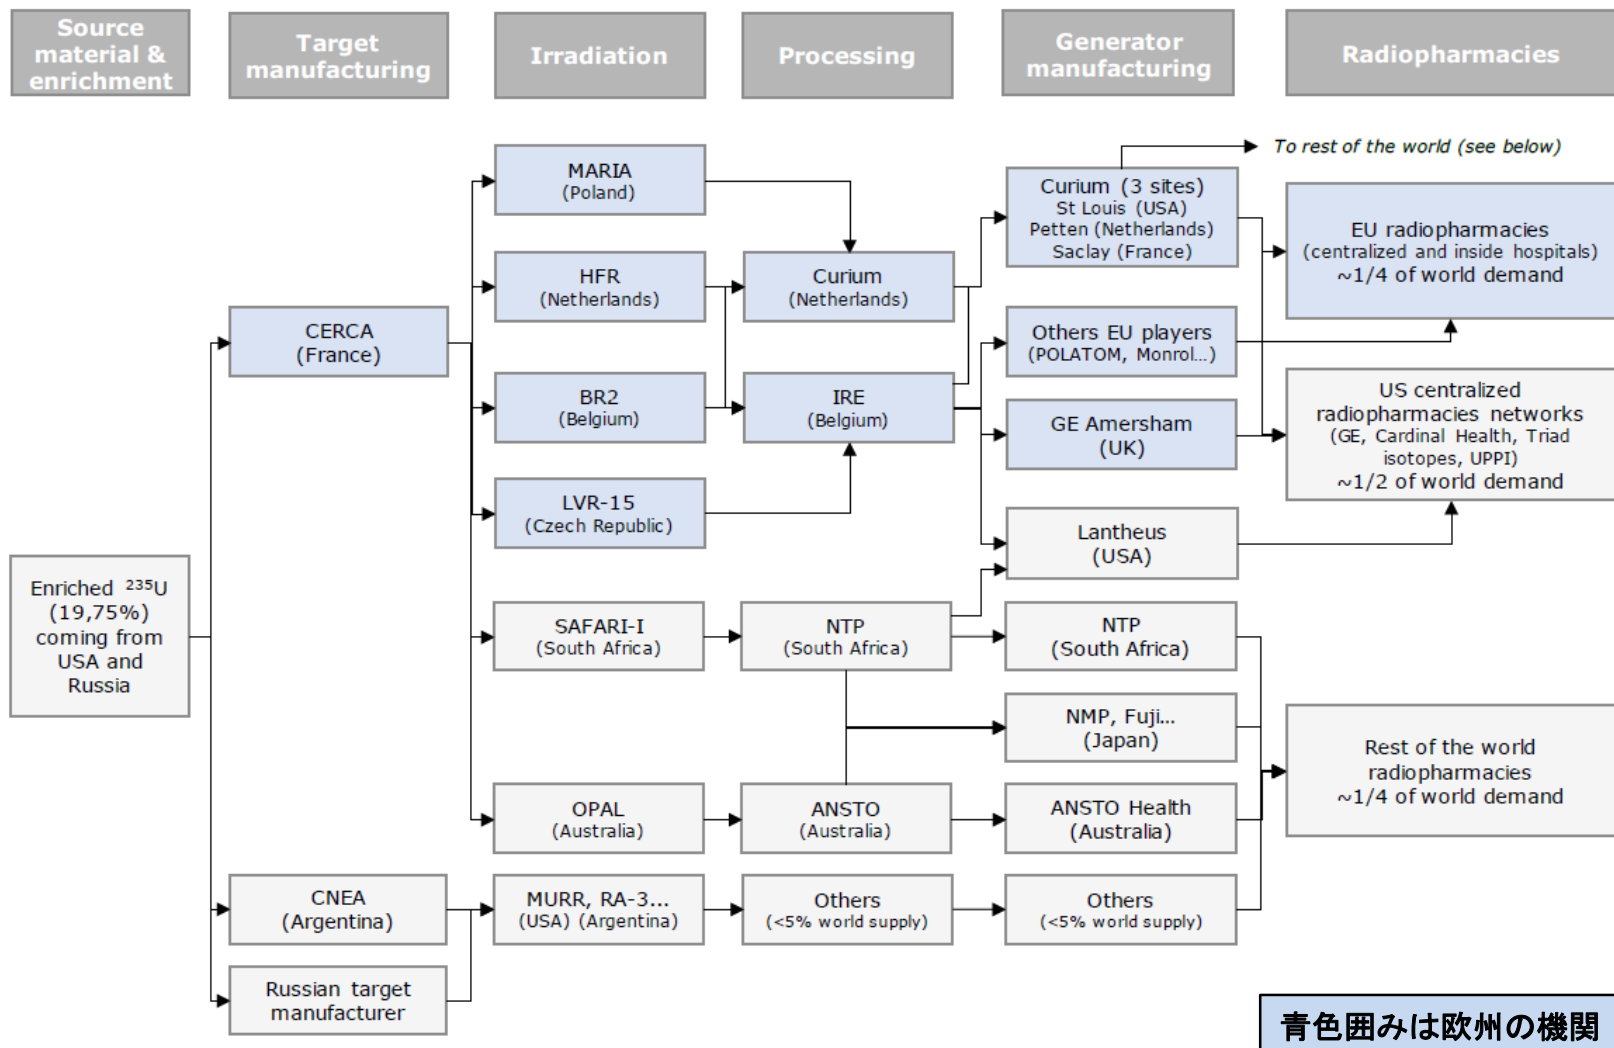 Source
material &
enrichment
Target
manufacturing
Irradiation
Processing
Generator
manufacturing
Radiopharmacies
To rest of the world (see below)
MARIA
(Poland)
Curium (3 sites)
St Louis (USA)
Petten (Netherlands)
Saclay (France)
EU radiopharmacies
(centralized and inside hospitals)
~1/4 of world demand
HFR
(Netherlands)
Curium
(Netherlands)
CERCA
(France)
Others EU players
(POLATOM, Monrol...)
BR2
(Belgium)
IRE
(Belgium)
GE Amersham
(UK)
US centralized
radiopharmacies networks
(GE, Cardinal Health, Triad
isotopes, UPPI)
~1/2 of world demand
LVR-15
(Czech Republic)
Lantheus
(USA)
Enriched ²³⁵U
(19,75%)
coming from
USA and
Russia
SAFARI-I
(South Africa)
NTP
(South Africa)
NTP
(South Africa)
NMP, Fuji...
(Japan)
Rest of the world
radiopharmacies
~1/4 of world demand
OPAL
(Australia)
ANSTO
(Australia)
ANSTO Health
(Australia)
CNEA
(Argentina)
MURR, RA-3...
(USA) (Argentina)
Others
(<5% world supply)
Others
(<5% world supply)
Russian target
manufacturer
青色囲みは欧州の機関